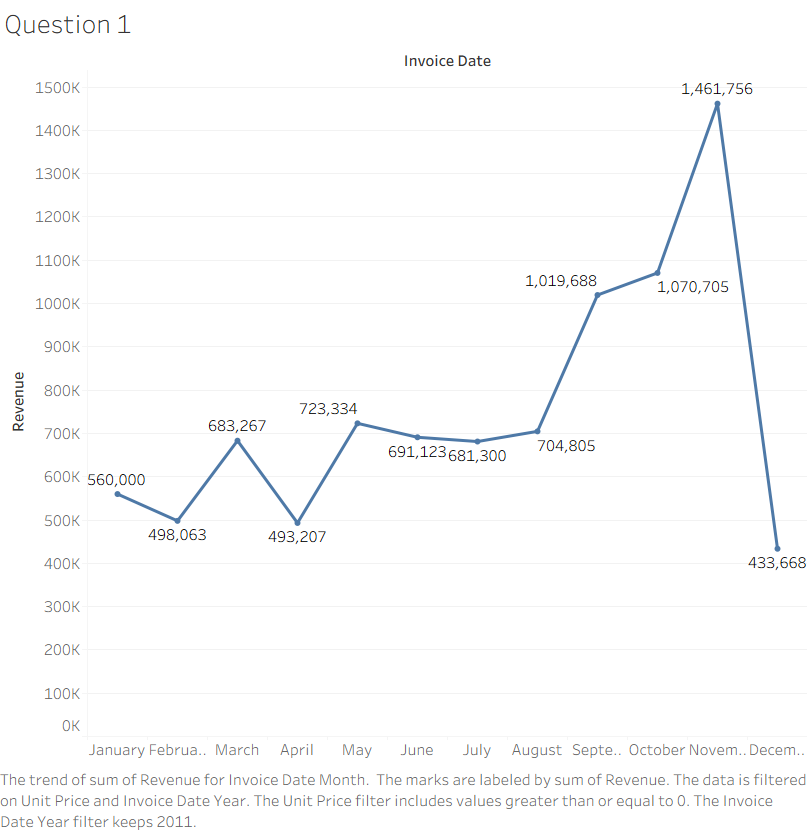 Question 1
Invoice Date
1500K
1400K
1300K
1200K
1100K
1000K
900K
800K
700K
600K
500K
400K
300K
200K
100K
0K
Revenue
560,000
498,063
683,267
493,207
723,334
691,123
681,300
704,805
1,019,688
1,070,705
1,461,756
433,668
January Februa.. March April May June July August Septe.. October Novem.. Decem..
The trend of sum of Revenue for Invoice Date Month.  The marks are labeled by sum of Revenue. The data is filtered
on Unit Price and Invoice Date Year. The Unit Price filter includes values greater than or equal to 0. The Invoice
Date Year filter keeps 2011.